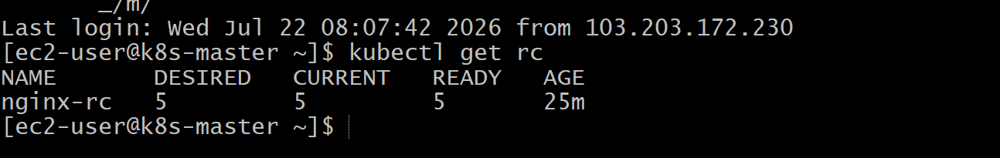 _/m/
Last login: Wed Jul 22 08:07:42 2026 from 103.203.172.230
[ec2-user@k8s-master ~]$ kubectl get rc
NAME       DESIRED   CURRENT   READY   AGE
nginx-rc   5         5         5       25m
[ec2-user@k8s-master ~]$